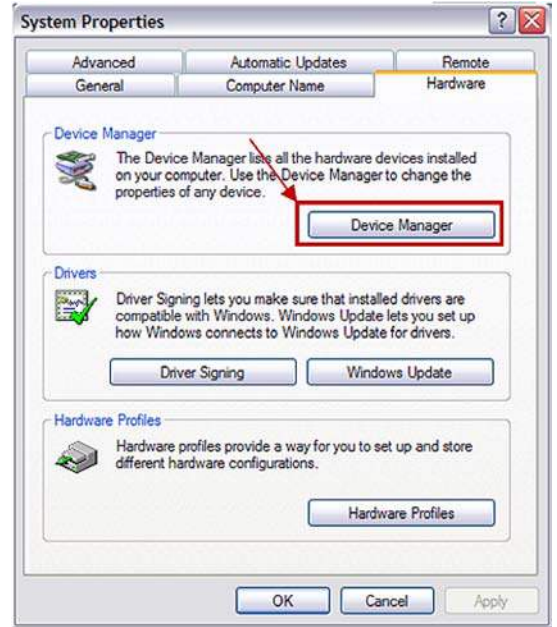 System Properties
Advanced Automatic Updates Remote
General Computer Name Hardware
Device Manager
The Device Manager lists all the hardware devices installed
on your computer. Use the Device Manager to change the
properties of any device.
Device Manager
Drivers
Driver Signing lets you make sure that installed drivers are
compatible with Windows. Windows Update lets you set up
how Windows connects to Windows Update for drivers.
Driver Signing Windows Update
Hardware Profiles
Hardware profiles provide a way for you to set up and store
different hardware configurations.
Hardware Profiles
OK Cancel Apply